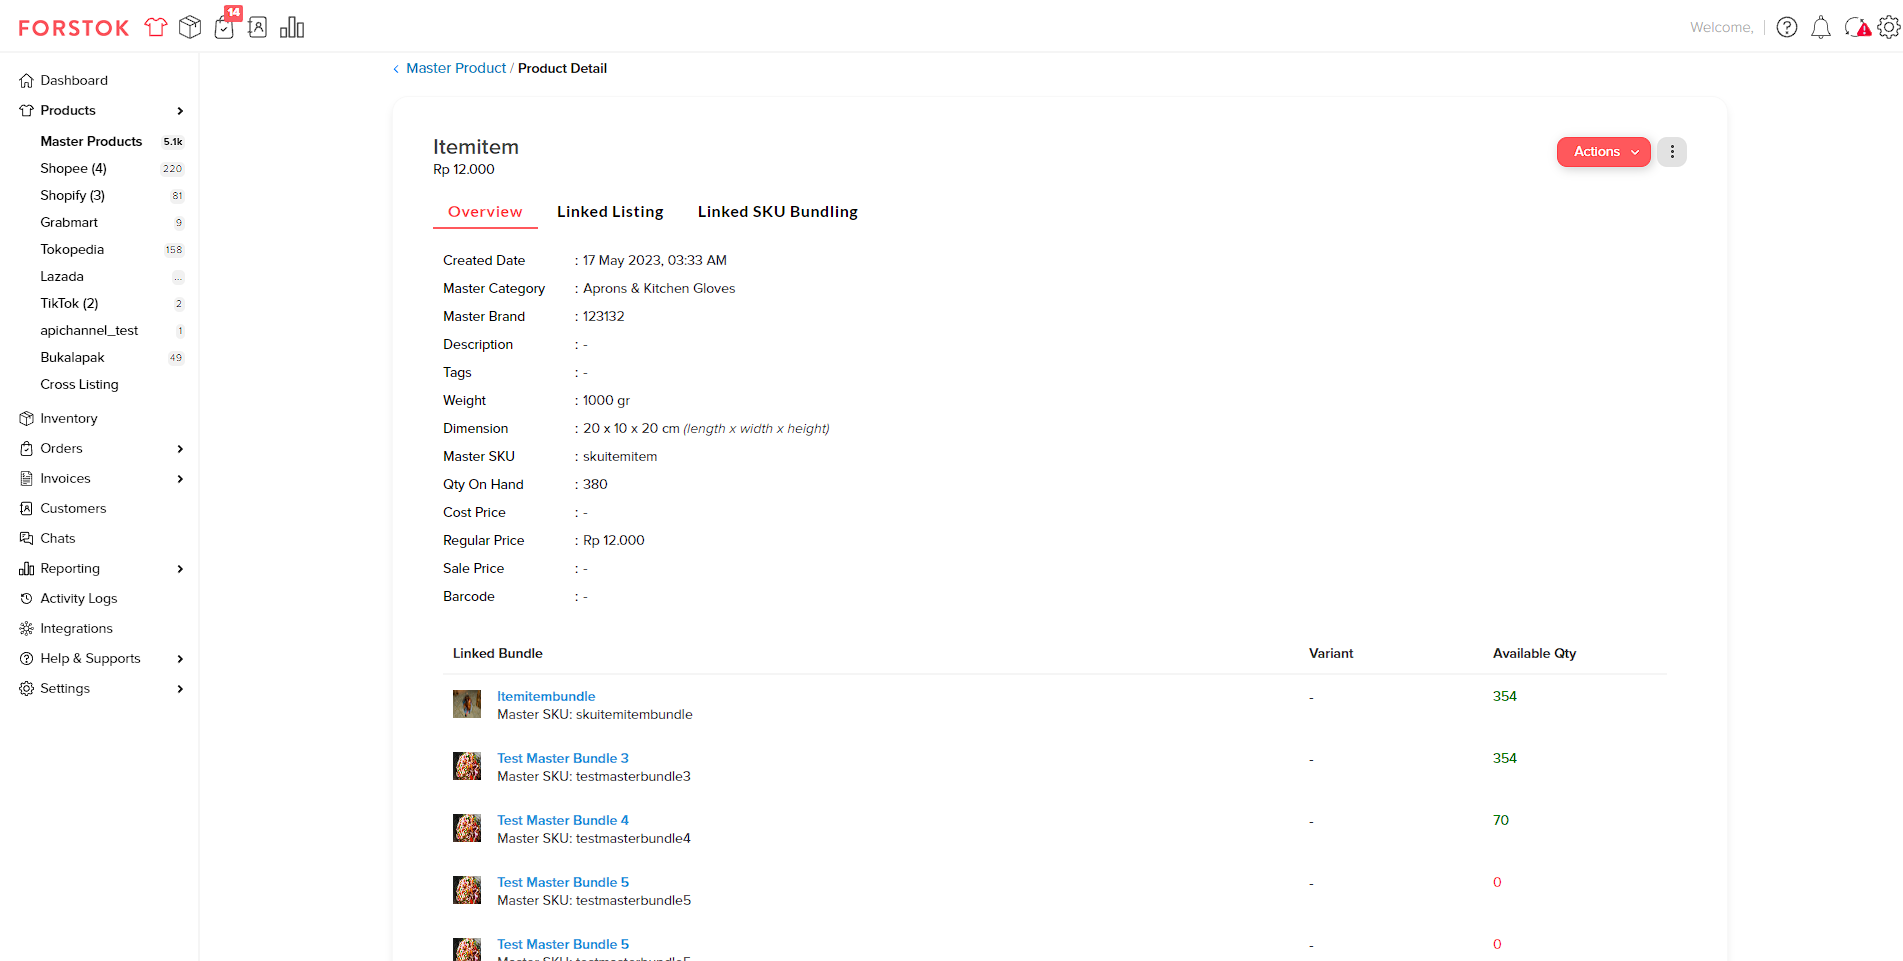 FORSTOK
14
Welcome,
Dashboard
Products
Master Products 5.1k
Shopee (4) 220
Shopify (3) 81
Grabmart 9
Tokopedia 158
Lazada ...
TikTok (2) 2
apichannel_test 1
Bukalapak 49
Cross Listing
Inventory
Orders
Invoices
Customers
Chats
Reporting
Activity Logs
Integrations
Help & Supports
Settings
< Master Product / Product Detail
Itemitem
Rp 12.000
Actions
Overview Linked Listing Linked SKU Bundling
Created Date : 17 May 2023, 03:33 AM
Master Category : Aprons & Kitchen Gloves
Master Brand : 123132
Description : -
Tags : -
Weight : 1000 gr
Dimension : 20 x 10 x 20 cm (length x width x height)
Master SKU : skuitemitem
Qty On Hand : 380
Cost Price : -
Regular Price : Rp 12.000
Sale Price : -
Barcode : -
Linked Bundle Variant Available Qty
Itemitembundle - 354
Master SKU: skuitemitembundle
Test Master Bundle 3 - 354
Master SKU: testmasterbundle3
Test Master Bundle 4 - 70
Master SKU: testmasterbundle4
Test Master Bundle 5 - 0
Master SKU: testmasterbundle5
Test Master Bundle 5 - 0
Master SKU: testmasterbundle5